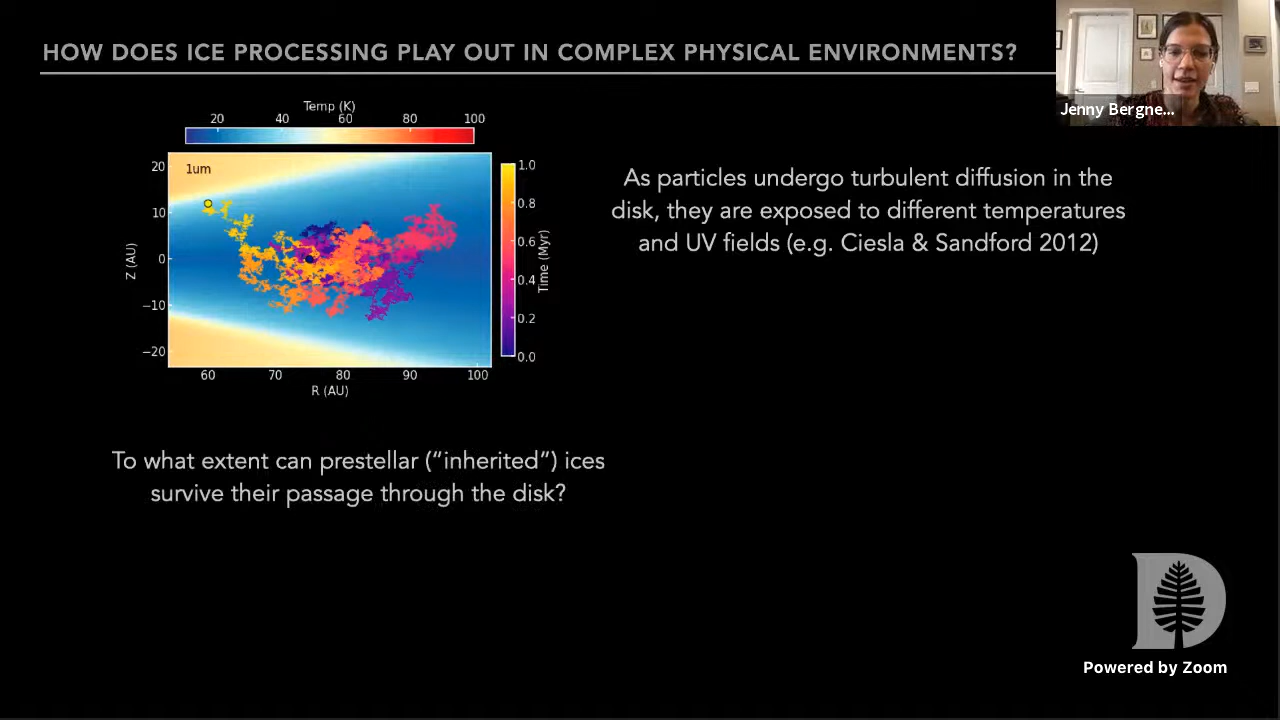 HOW DOES ICE PROCESSING PLAY OUT IN COMPLEX PHYSICAL ENVIRONMENTS?
Jenny Bergne...
Temp (K)
20 40 60 80 100
1um
20
10
0
−10
−20
Z (AU)
60 70 80 90 100
R (AU)
1.0
0.8
0.6
0.4
0.2
0.0
Time (Myr)
As particles undergo turbulent diffusion in the
disk, they are exposed to different temperatures
and UV fields (e.g. Ciesla & Sandford 2012)
To what extent can prestellar (“inherited”) ices
survive their passage through the disk?
D
Powered by Zoom